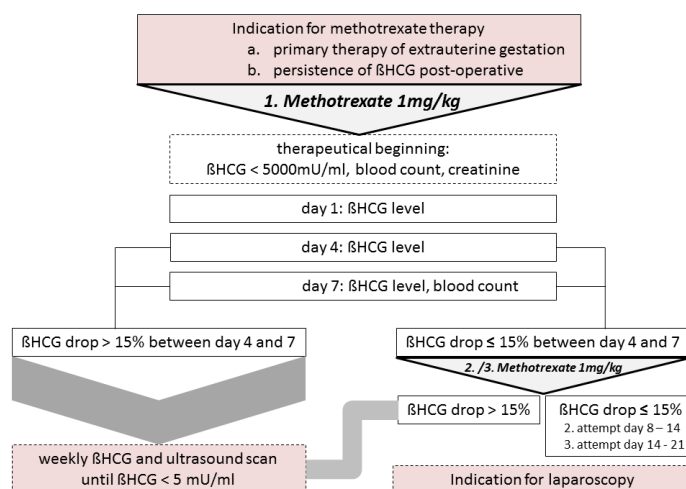 Indication for methotrexate therapy
a. primary therapy of extrauterine gestation
b. persistence of ßHCG post-operative
1. Methotrexate 1mg/kg
therapeutical beginning:
ßHCG < 5000mU/ml, blood count, creatinine
day 1: ßHCG level
day 4: ßHCG level
day 7: ßHCG level, blood count
ßHCG drop > 15% between day 4 and 7
ßHCG drop ≤ 15% between day 4 and 7
2. /3. Methotrexate 1mg/kg
ßHCG drop > 15%
ßHCG drop ≤ 15%
2. attempt day 8 – 14
3. attempt day 14 - 21
weekly ßHCG and ultrasound scan
until ßHCG < 5 mU/ml
Indication for laparoscopy